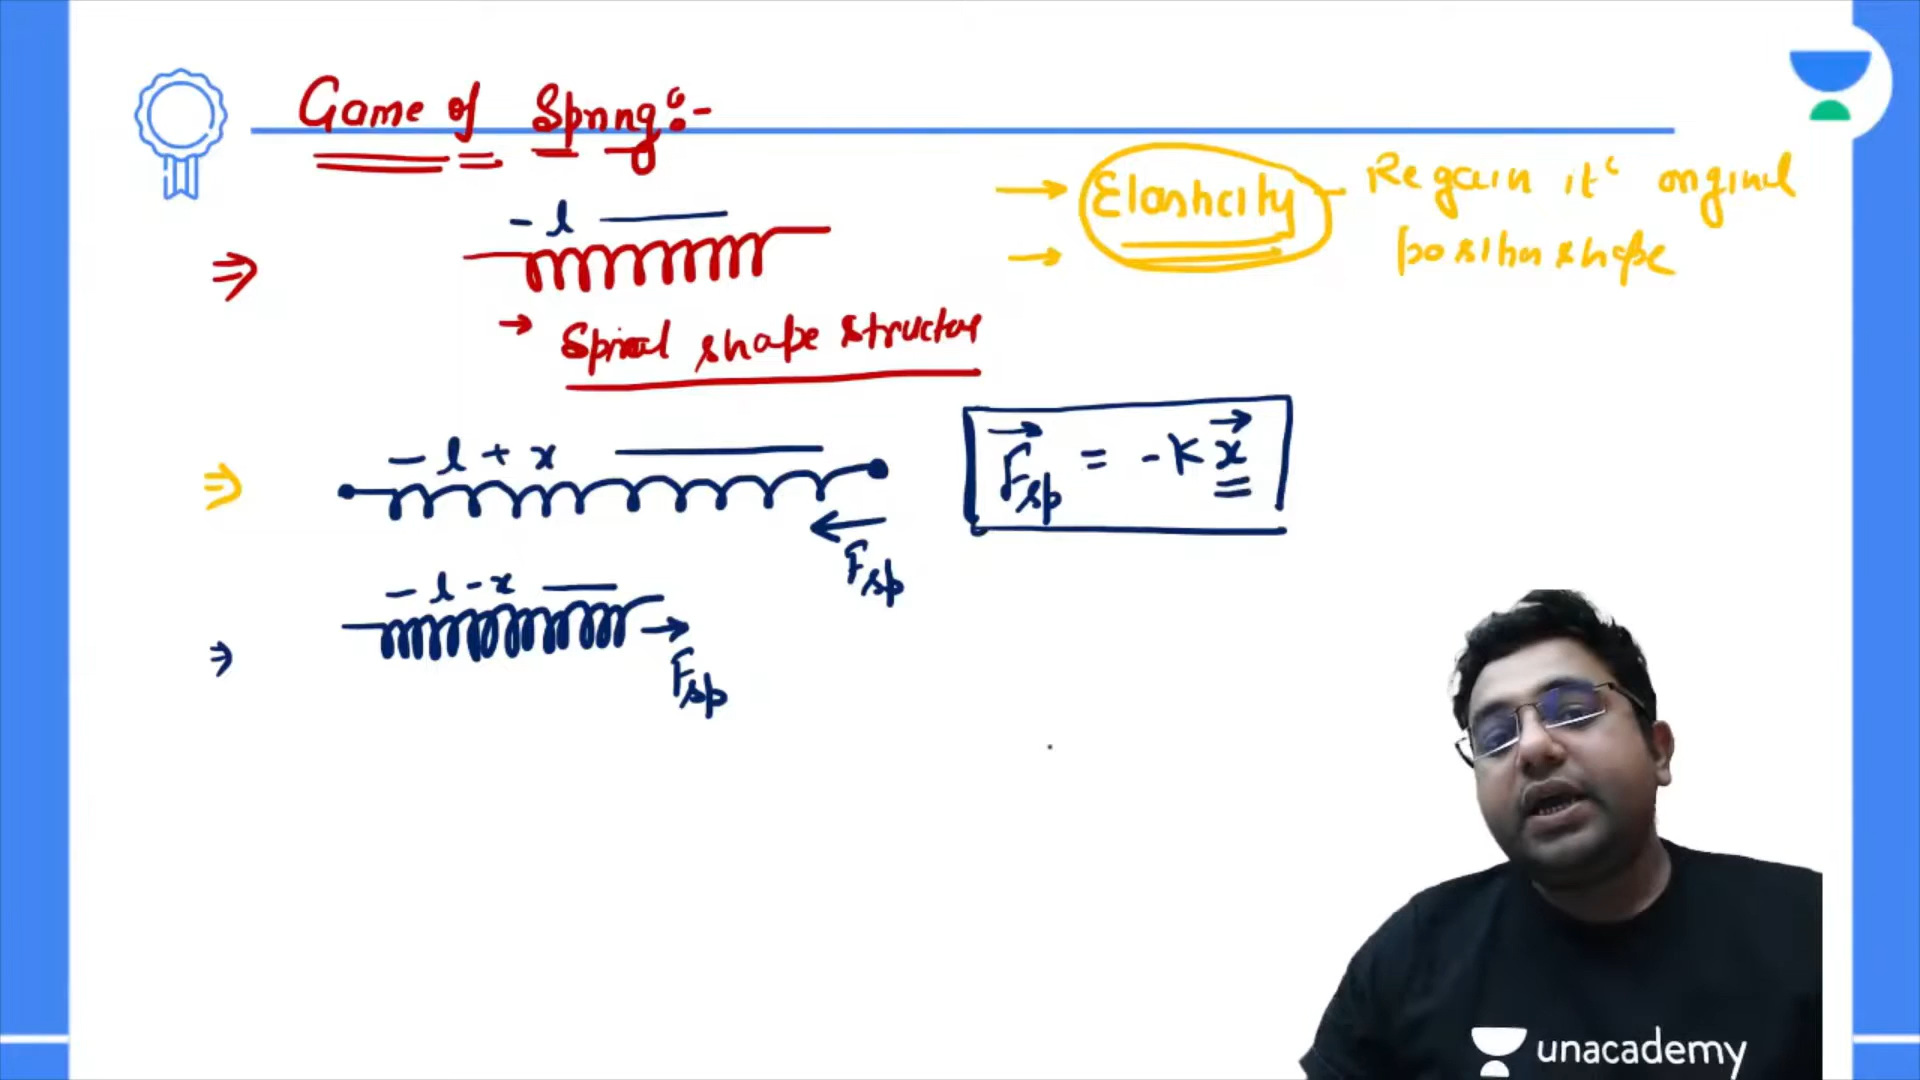 Game of Spring :-
- l
Elasticity - Regain it's original
position shape
→ Spiral shape structure
- l + x
F⃗sp = -K x⃗
Fsp
- l - x
Fsp
unacademy